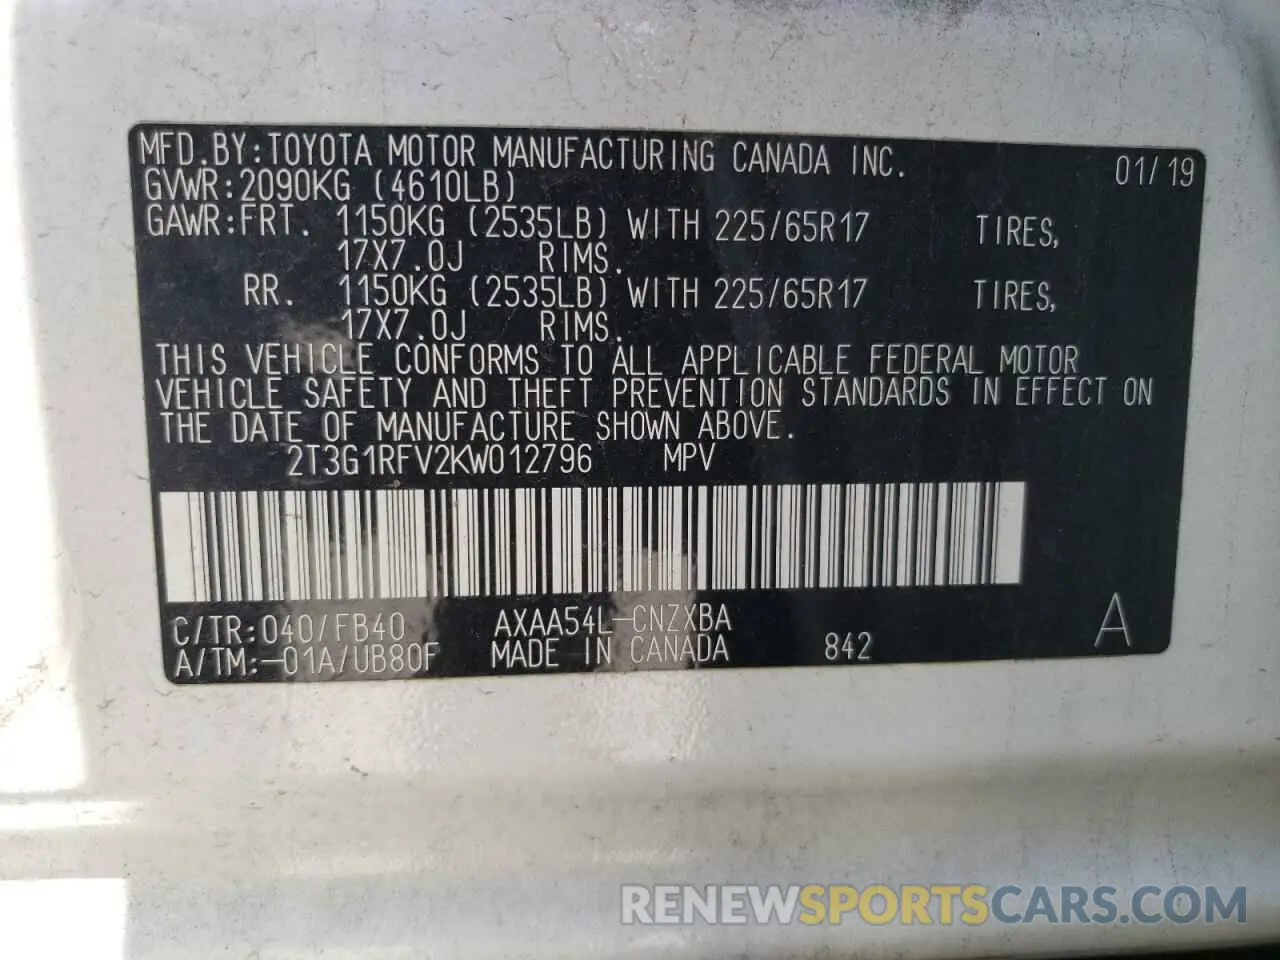 MFD.BY:TOYOTA MOTOR MANUFACTURING CANADA INC. 01/19
GVWR:2090KG (4610LB)
GAWR:FRT. 1150KG (2535LB) WITH 225/65R17 TIRES,
17X7.0J RIMS.
RR. 1150KG (2535LB) WITH 225/65R17 TIRES,
17X7.0J RIMS.
THIS VEHICLE CONFORMS TO ALL APPLICABLE FEDERAL MOTOR
VEHICLE SAFETY AND THEFT PREVENTION STANDARDS IN EFFECT ON
THE DATE OF MANUFACTURE SHOWN ABOVE.
2T3G1RFV2KW012796 MPV
C/TR:040/FB40 AXAA54L-CNZXBA A
A/TM:-01A/UB80F MADE IN CANADA 842
RENEWSPORTSCARS.COM